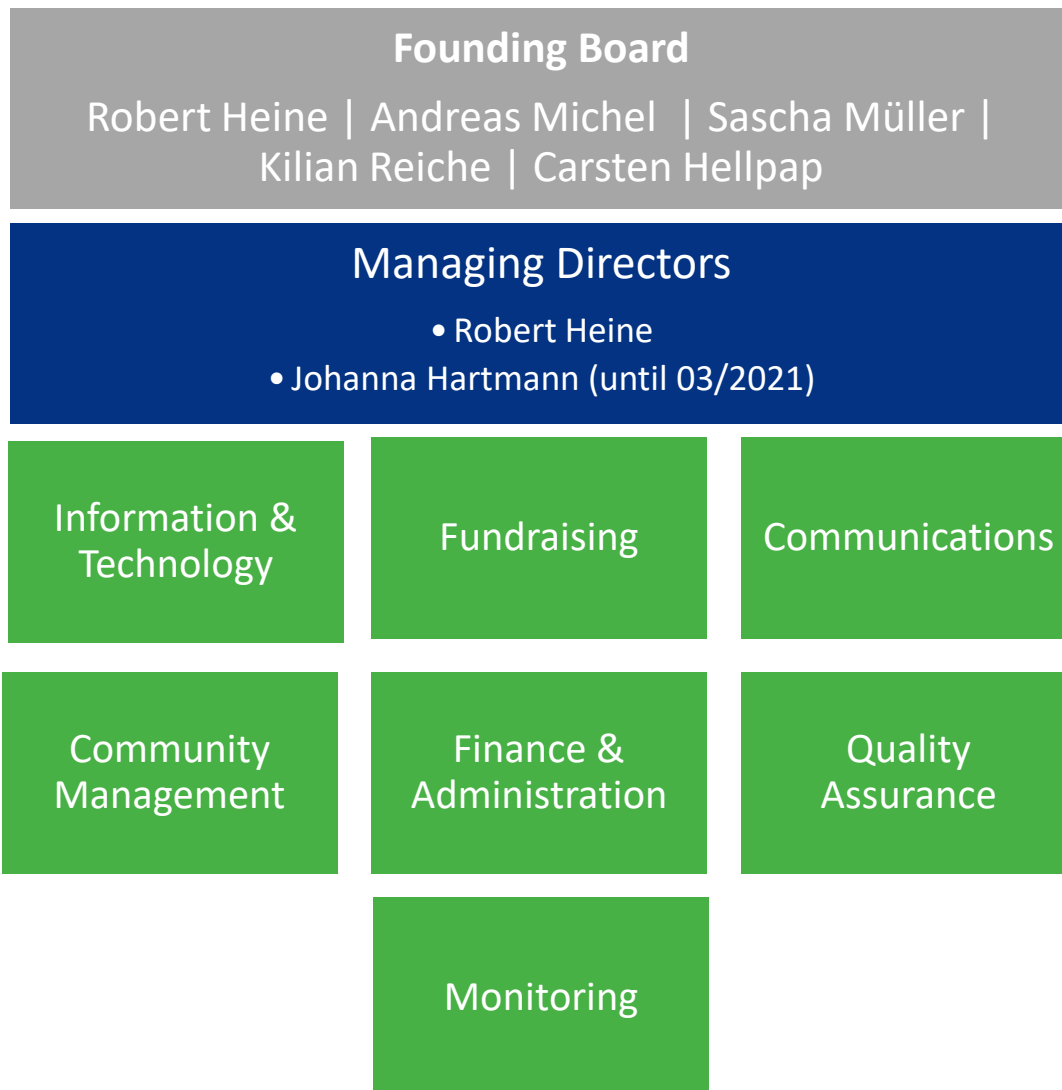 Founding Board
Robert Heine | Andreas Michel | Sascha Müller |
Kilian Reiche | Carsten Hellpap
Managing Directors
• Robert Heine
• Johanna Hartmann (until 03/2021)
Information &
Technology
Fundraising
Communications
Community
Management
Finance &
Administration
Quality
Assurance
Monitoring